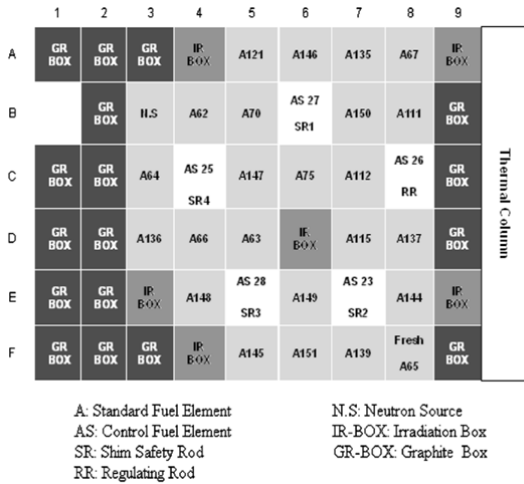 1 2 3 4 5 6 7 8 9
A GR BOX GR BOX GR BOX IR BOX A121 A146 A135 A67 IR BOX
B GR BOX N.S A62 A70 AS 27 SR1 A150 A111 GR BOX
C GR BOX GR BOX A64 AS 25 SR4 A147 A75 A112 AS 26 RR GR BOX
D GR BOX GR BOX A136 A66 A63 IR BOX A115 A137 GR BOX
E GR BOX GR BOX IR BOX A148 AS 28 SR3 A149 AS 23 SR2 A144 IR BOX
F GR BOX GR BOX GR BOX IR BOX A145 A151 A139 Fresh A65 GR BOX
Thermal Column
A: Standard Fuel Element
AS: Control Fuel Element
SR: Shim Safety Rod
RR: Regulating Rod
N.S: Neutron Source
IR-BOX: Irradiation Box
GR-BOX: Graphite Box